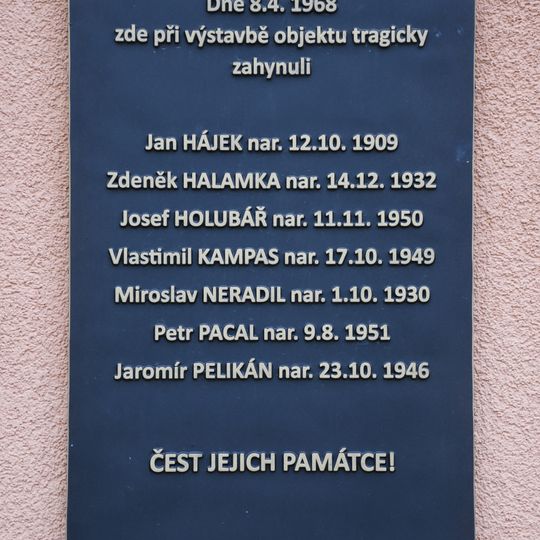 Dne 8.4. 1968
zde při výstavbě objektu tragicky
zahynuli
Jan HÁJEK nar. 12.10. 1909
Zdeněk HALAMKA nar. 14.12. 1932
Josef HOLUBÁŘ nar. 11.11. 1950
Vlastimil KAMPAS nar. 17.10. 1949
Miroslav NERADIL nar. 1.10. 1930
Petr PACAL nar. 9.8. 1951
Jaromír PELIKÁN nar. 23.10. 1946
ČEST JEJICH PAMÁTCE!